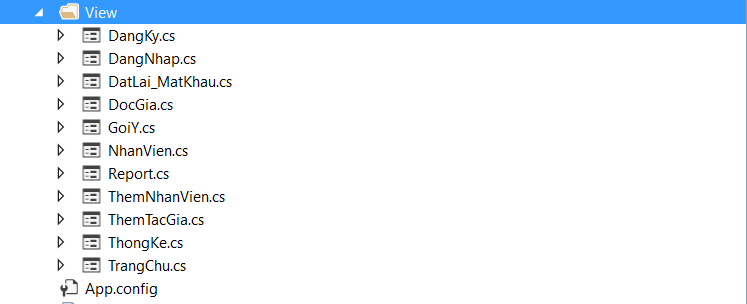 View
DangKy.cs
DangNhap.cs
DatLai_MatKhau.cs
DocGia.cs
GoiY.cs
NhanVien.cs
Report.cs
ThemNhanVien.cs
ThemTacGia.cs
ThongKe.cs
TrangChu.cs
App.config